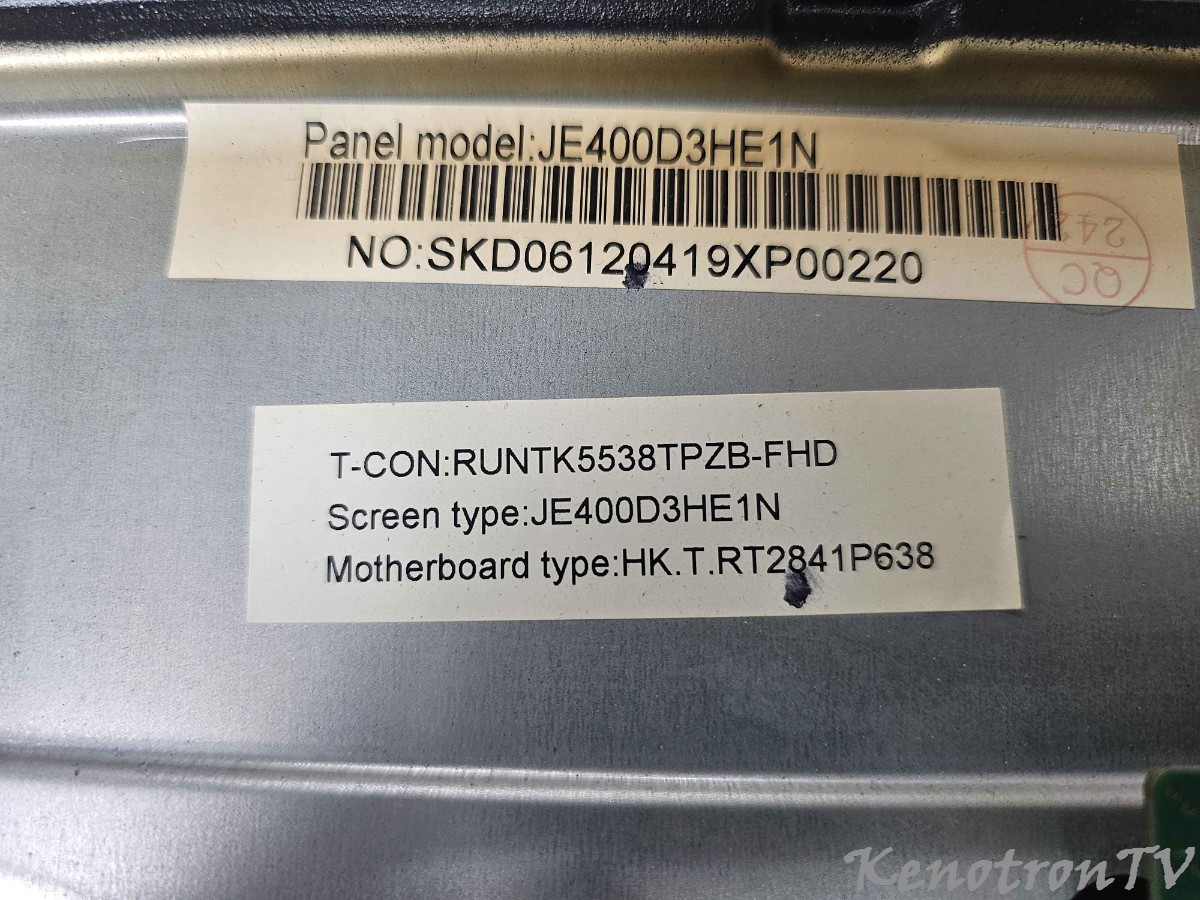 Panel model:JE400D3HE1N
NO:SKD06120419XP00220
QC
T-CON:RUNTK5538TPZB-FHD
Screen type:JE400D3HE1N
Motherboard type:HK.T.RT2841P638
KenotronTV